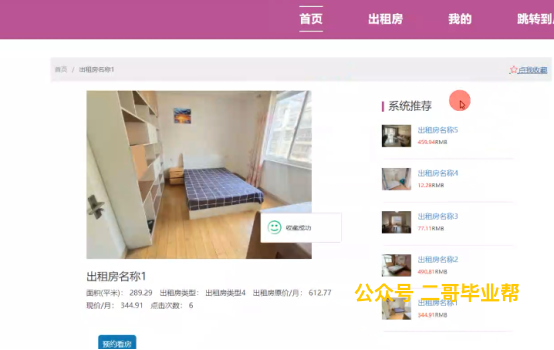 首页 出租房 我的 跳转到
首页 / 出租房名称1
☆点我收藏
系统推荐
出租房名称5
459.94RMB
出租房名称4
12.28RMB
出租房名称3
77.11RMB
出租房名称2
490.81RMB
出租房名称1
344.91RMB
收藏成功
出租房名称1
面积(平米): 289.29 出租房类型: 出租房类型4 出租房原价/月: 612.77
现价/月: 344.91 点击次数: 6
预约看房
公众号 二哥毕业帮